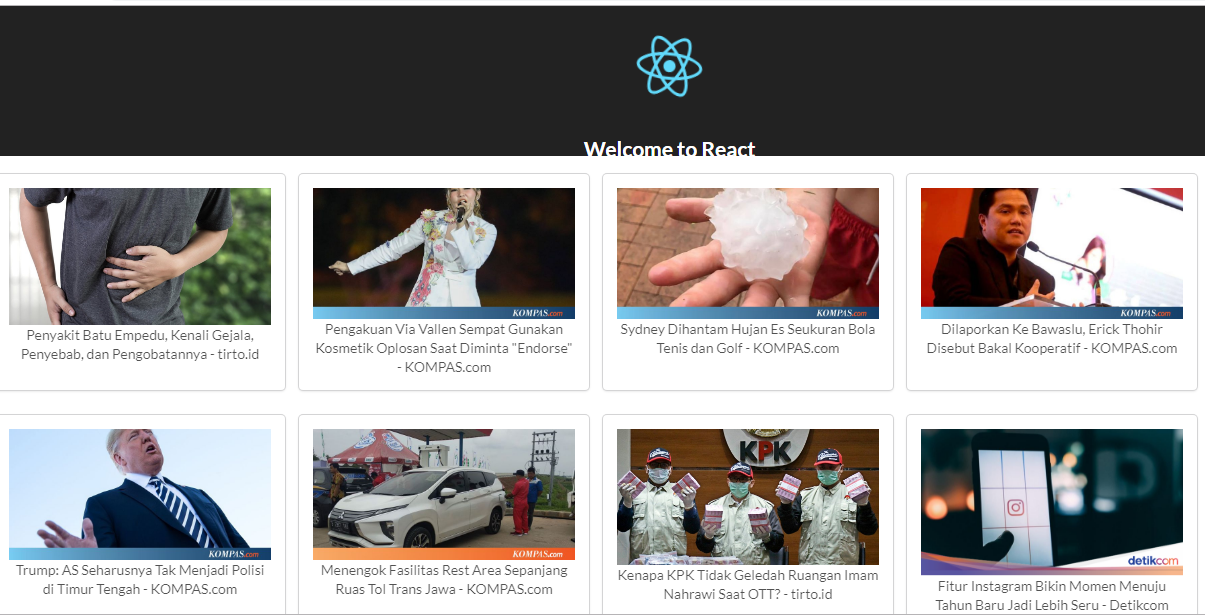 Welcome to React
KOMPAS.com
KOMPAS.com
KOMPAS.com
Penyakit Batu Empedu, Kenali Gejala,
Penyebab, dan Pengobatannya - tirto.id
Pengakuan Via Vallen Sempat Gunakan
Kosmetik Oplosan Saat Diminta "Endorse"
- KOMPAS.com
Sydney Dihantam Hujan Es Seukuran Bola
Tenis dan Golf - KOMPAS.com
Dilaporkan Ke Bawaslu, Erick Thohir
Disebut Bakal Kooperatif - KOMPAS.com
KPK
KOMPAS.com
KOMPAS.com
detikcom
Trump: AS Seharusnya Tak Menjadi Polisi
di Timur Tengah - KOMPAS.com
Menengok Fasilitas Rest Area Sepanjang
Ruas Tol Trans Jawa - KOMPAS.com
Kenapa KPK Tidak Geledah Ruangan Imam
Nahrawi Saat OTT? - tirto.id
Fitur Instagram Bikin Momen Menuju
Tahun Baru Jadi Lebih Seru - Detikcom